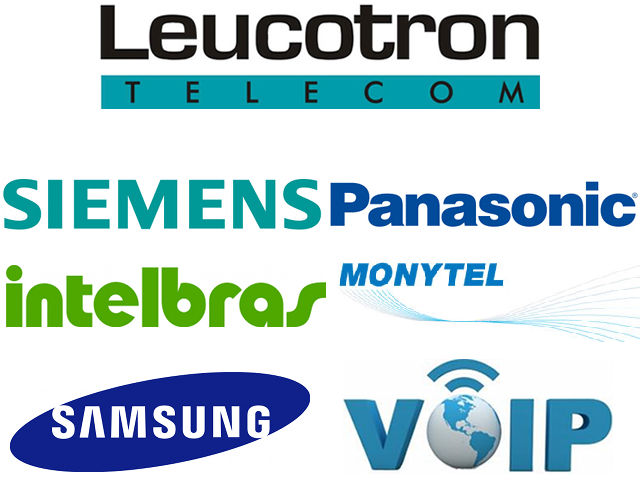 Leucotron
TELECOM
SIEMENS
Panasonic®
intelbras
MONYTEL
SAMSUNG
VOIP